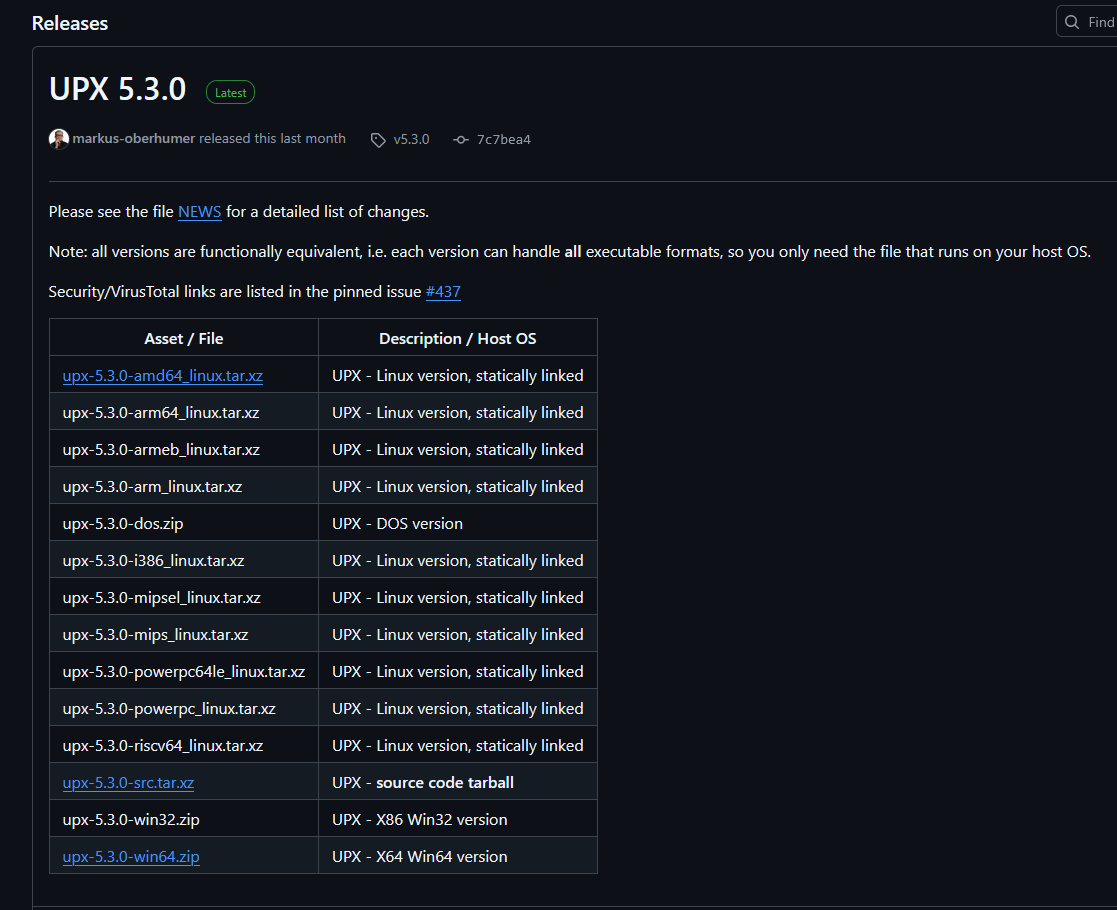 Releases
Find
UPX 5.3.0 Latest
markus-oberhumer released this last month v5.3.0 7c7bea4
Please see the file NEWS for a detailed list of changes.
Note: all versions are functionally equivalent, i.e. each version can handle all executable formats, so you only need the file that runs on your host OS.
Security/VirusTotal links are listed in the pinned issue #437
Asset / File Description / Host OS
upx-5.3.0-amd64_linux.tar.xz UPX - Linux version, statically linked
upx-5.3.0-arm64_linux.tar.xz UPX - Linux version, statically linked
upx-5.3.0-armeb_linux.tar.xz UPX - Linux version, statically linked
upx-5.3.0-arm_linux.tar.xz UPX - Linux version, statically linked
upx-5.3.0-dos.zip UPX - DOS version
upx-5.3.0-i386_linux.tar.xz UPX - Linux version, statically linked
upx-5.3.0-mipsel_linux.tar.xz UPX - Linux version, statically linked
upx-5.3.0-mips_linux.tar.xz UPX - Linux version, statically linked
upx-5.3.0-powerpc64le_linux.tar.xz UPX - Linux version, statically linked
upx-5.3.0-powerpc_linux.tar.xz UPX - Linux version, statically linked
upx-5.3.0-riscv64_linux.tar.xz UPX - Linux version, statically linked
upx-5.3.0-src.tar.xz UPX - source code tarball
upx-5.3.0-win32.zip UPX - X86 Win32 version
upx-5.3.0-win64.zip UPX - X64 Win64 version